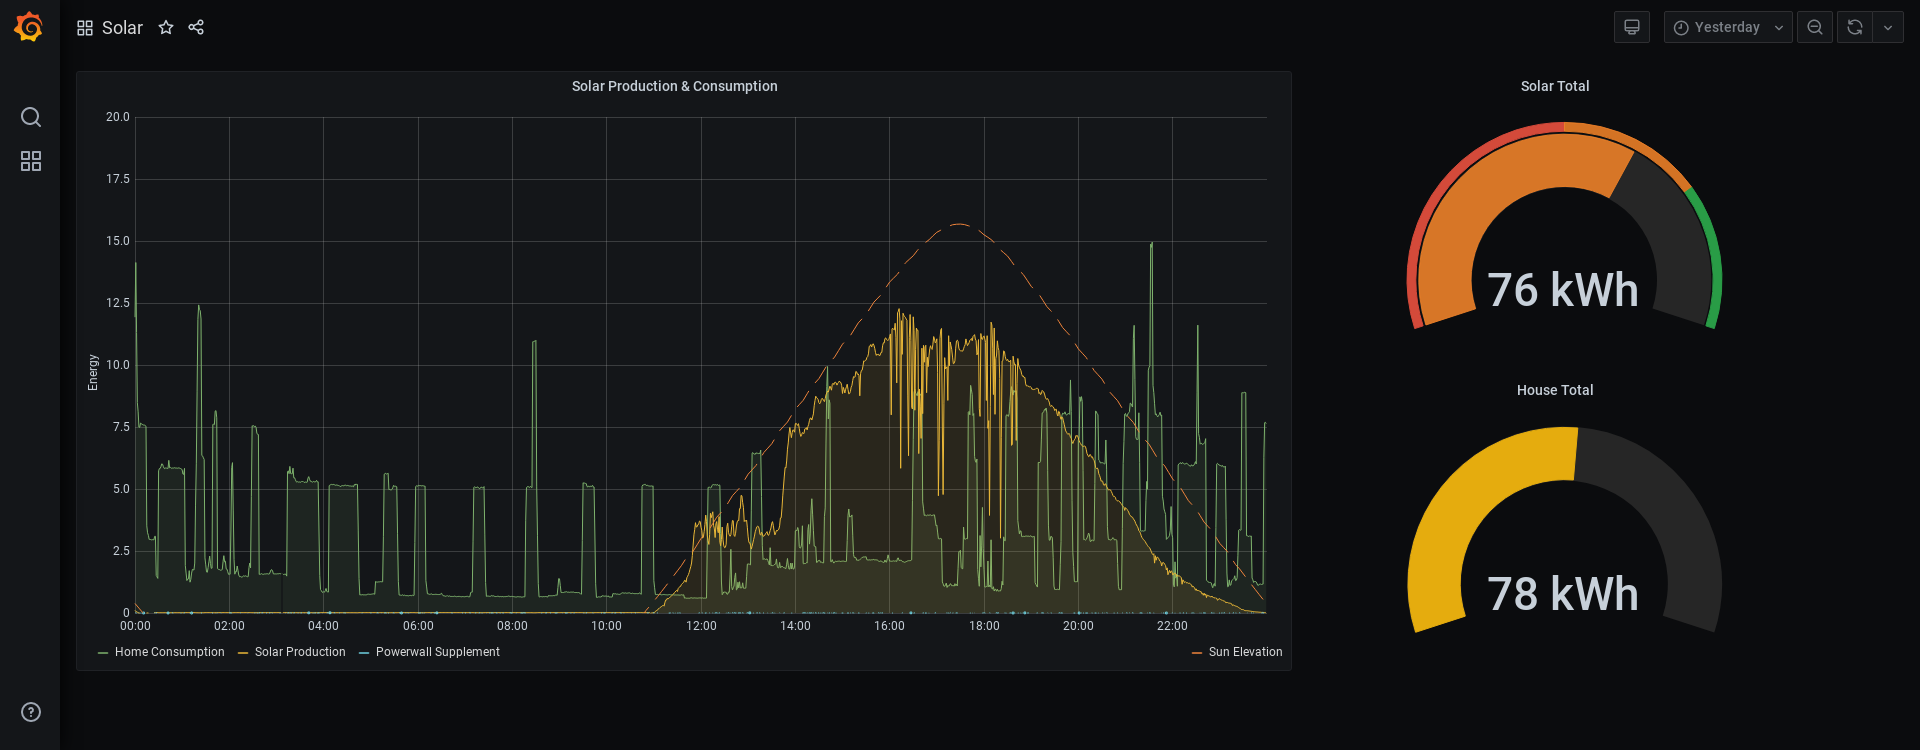 Solar
Yesterday
Solar Production & Consumption
20.0
17.5
15.0
12.5
10.0
7.5
5.0
2.5
0
Energy
00:00 02:00 04:00 06:00 08:00 10:00 12:00 14:00 16:00 18:00 20:00 22:00
Home Consumption Solar Production Powerwall Supplement Sun Elevation
Solar Total
76 kWh
House Total
78 kWh